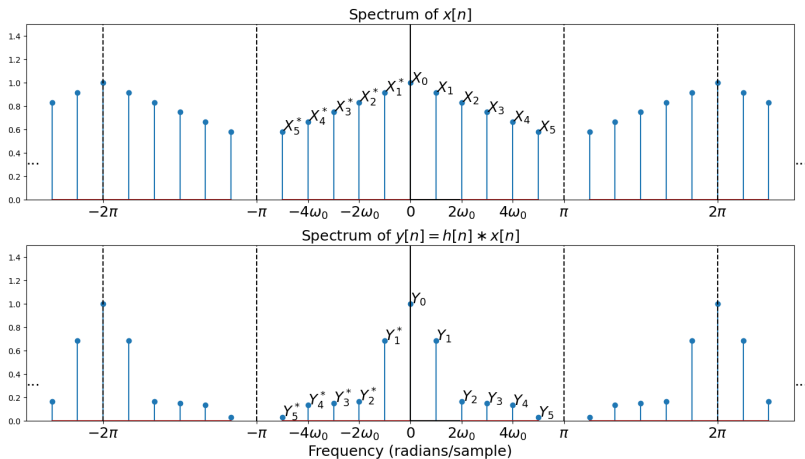 Spectrum of x[n]
1.4
1.2
1.0
0.8
0.6
0.4
0.2
0.0
... ...
X₅* X₄* X₃* X₂* X₁* X₀ X₁ X₂ X₃ X₄ X₅
−2π −π −4ω₀ −2ω₀ 0 2ω₀ 4ω₀ π 2π
Spectrum of y[n] = h[n] ∗ x[n]
1.4
1.2
1.0
0.8
0.6
0.4
0.2
0.0
... ...
Y₅* Y₄* Y₃* Y₂* Y₁* Y₀ Y₁ Y₂ Y₃ Y₄ Y₅
−2π −π −4ω₀ −2ω₀ 0 2ω₀ 4ω₀ π 2π
Frequency (radians/sample)